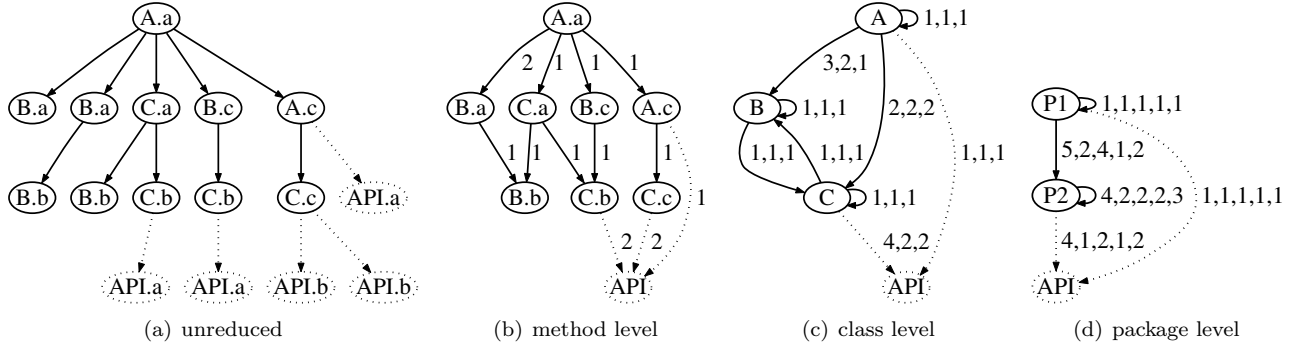 A.a
B.a B.a C.a B.c A.c
B.b B.b C.b C.b C.c API.a
API.a API.a API.b API.b
(a) unreduced
A.a
2 1 1 1
B.a C.a B.c A.c
1 1 1 1 1
B.b C.b C.c 1
2 2
API
(b) method level
A 1,1,1
3,2,1
B 1,1,1 2,2,2
1,1,1 1,1,1 1,1,1
C 1,1,1
4,2,2
API
(c) class level
P1 1,1,1,1,1
5,2,4,1,2
P2 4,2,2,2,3 1,1,1,1,1
4,1,2,1,2
API
(d) package level